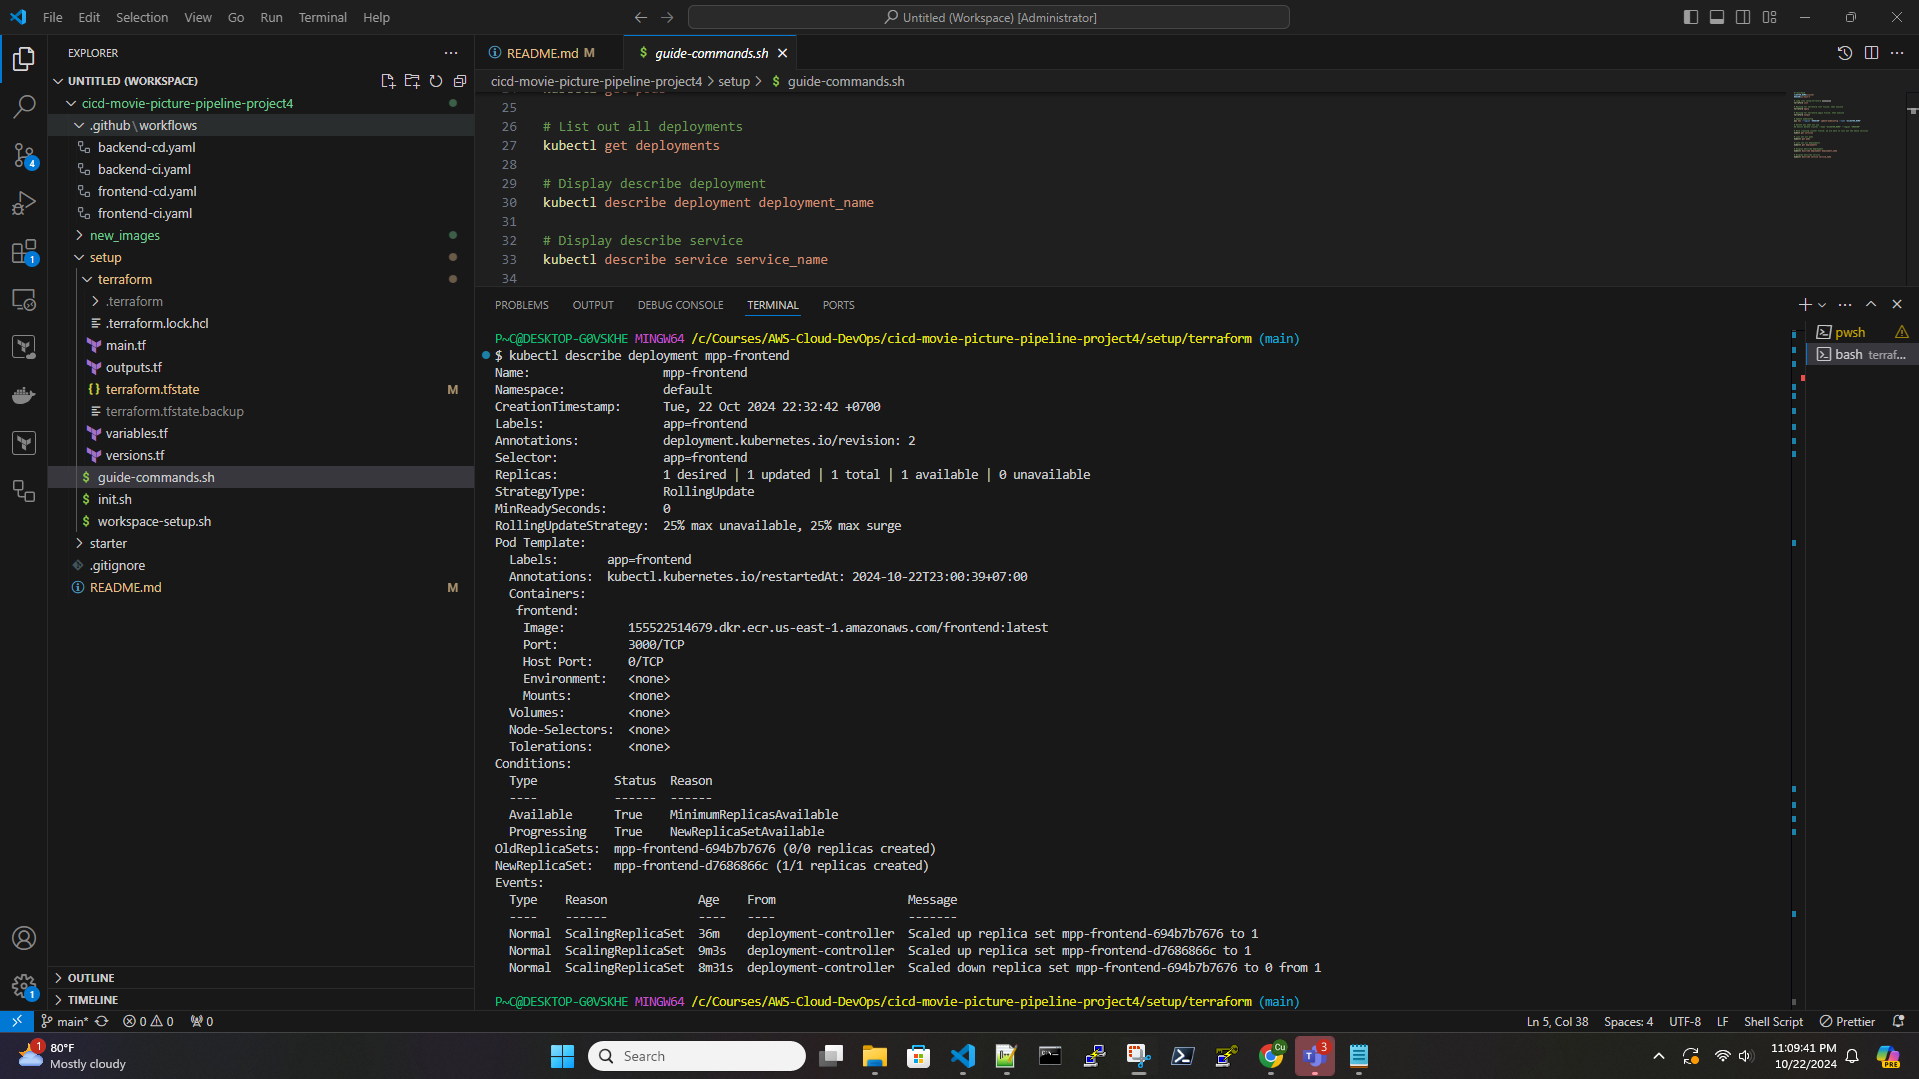 File Edit Selection View Go Run Terminal Help
Untitled (Workspace) [Administrator]
EXPLORER
UNTITLED (WORKSPACE)
cicd-movie-picture-pipeline-project4
.github\workflows
backend-cd.yaml
backend-ci.yaml
frontend-cd.yaml
frontend-ci.yaml
new_images
setup
terraform
.terraform
.terraform.lock.hcl
main.tf
outputs.tf
terraform.tfstate M
terraform.tfstate.backup
variables.tf
versions.tf
guide-commands.sh
init.sh
workspace-setup.sh
starter
.gitignore
README.md M
OUTLINE
TIMELINE
4
1
1
README.md M
guide-commands.sh
cicd-movie-picture-pipeline-project4 > setup > $ guide-commands.sh
25
26 # List out all deployments
27 kubectl get deployments
28
29 # Display describe deployment
30 kubectl describe deployment deployment_name
31
32 # Display describe service
33 kubectl describe service service_name
34
PROBLEMS OUTPUT DEBUG CONSOLE TERMINAL PORTS
pwsh
bash terraf...
P~C@DESKTOP-G0VSKHE MINGW64 /c/Courses/AWS-Cloud-DevOps/cicd-movie-picture-pipeline-project4/setup/terraform (main)
$ kubectl describe deployment mpp-frontend
Name: mpp-frontend
Namespace: default
CreationTimestamp: Tue, 22 Oct 2024 22:32:42 +0700
Labels: app=frontend
Annotations: deployment.kubernetes.io/revision: 2
Selector: app=frontend
Replicas: 1 desired | 1 updated | 1 total | 1 available | 0 unavailable
StrategyType: RollingUpdate
MinReadySeconds: 0
RollingUpdateStrategy: 25% max unavailable, 25% max surge
Pod Template:
Labels: app=frontend
Annotations: kubectl.kubernetes.io/restartedAt: 2024-10-22T23:00:39+07:00
Containers:
frontend:
Image: 155522514679.dkr.ecr.us-east-1.amazonaws.com/frontend:latest
Port: 3000/TCP
Host Port: 0/TCP
Environment: <none>
Mounts: <none>
Volumes: <none>
Node-Selectors: <none>
Tolerations: <none>
Conditions:
Type Status Reason
---- ------ ------
Available True MinimumReplicasAvailable
Progressing True NewReplicaSetAvailable
OldReplicaSets: mpp-frontend-694b7b7676 (0/0 replicas created)
NewReplicaSet: mpp-frontend-d7686866c (1/1 replicas created)
Events:
Type Reason Age From Message
---- ------ ---- ---- -------
Normal ScalingReplicaSet 36m deployment-controller Scaled up replica set mpp-frontend-694b7b7676 to 1
Normal ScalingReplicaSet 9m3s deployment-controller Scaled up replica set mpp-frontend-d7686866c to 1
Normal ScalingReplicaSet 8m31s deployment-controller Scaled down replica set mpp-frontend-694b7b7676 to 0 from 1
P~C@DESKTOP-G0VSKHE MINGW64 /c/Courses/AWS-Cloud-DevOps/cicd-movie-picture-pipeline-project4/setup/terraform (main)
main* 0 0 0
Ln 5, Col 38 Spaces: 4 UTF-8 LF Shell Script Prettier
1
80°F
Mostly cloudy
Search
Cu
3
11:09:41 PM
10/22/2024
PRE